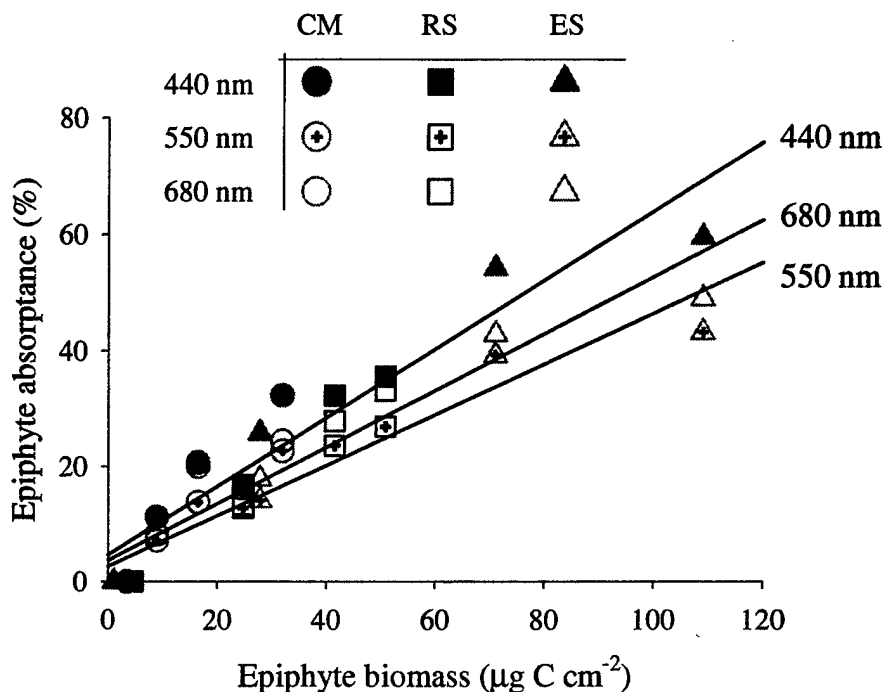 CM RS ES
440 nm
550 nm
680 nm
80
60
40
20
0
0 20 40 60 80 100 120
440 nm
680 nm
550 nm
Epiphyte absorptance (%)
Epiphyte biomass (μg C cm⁻²)